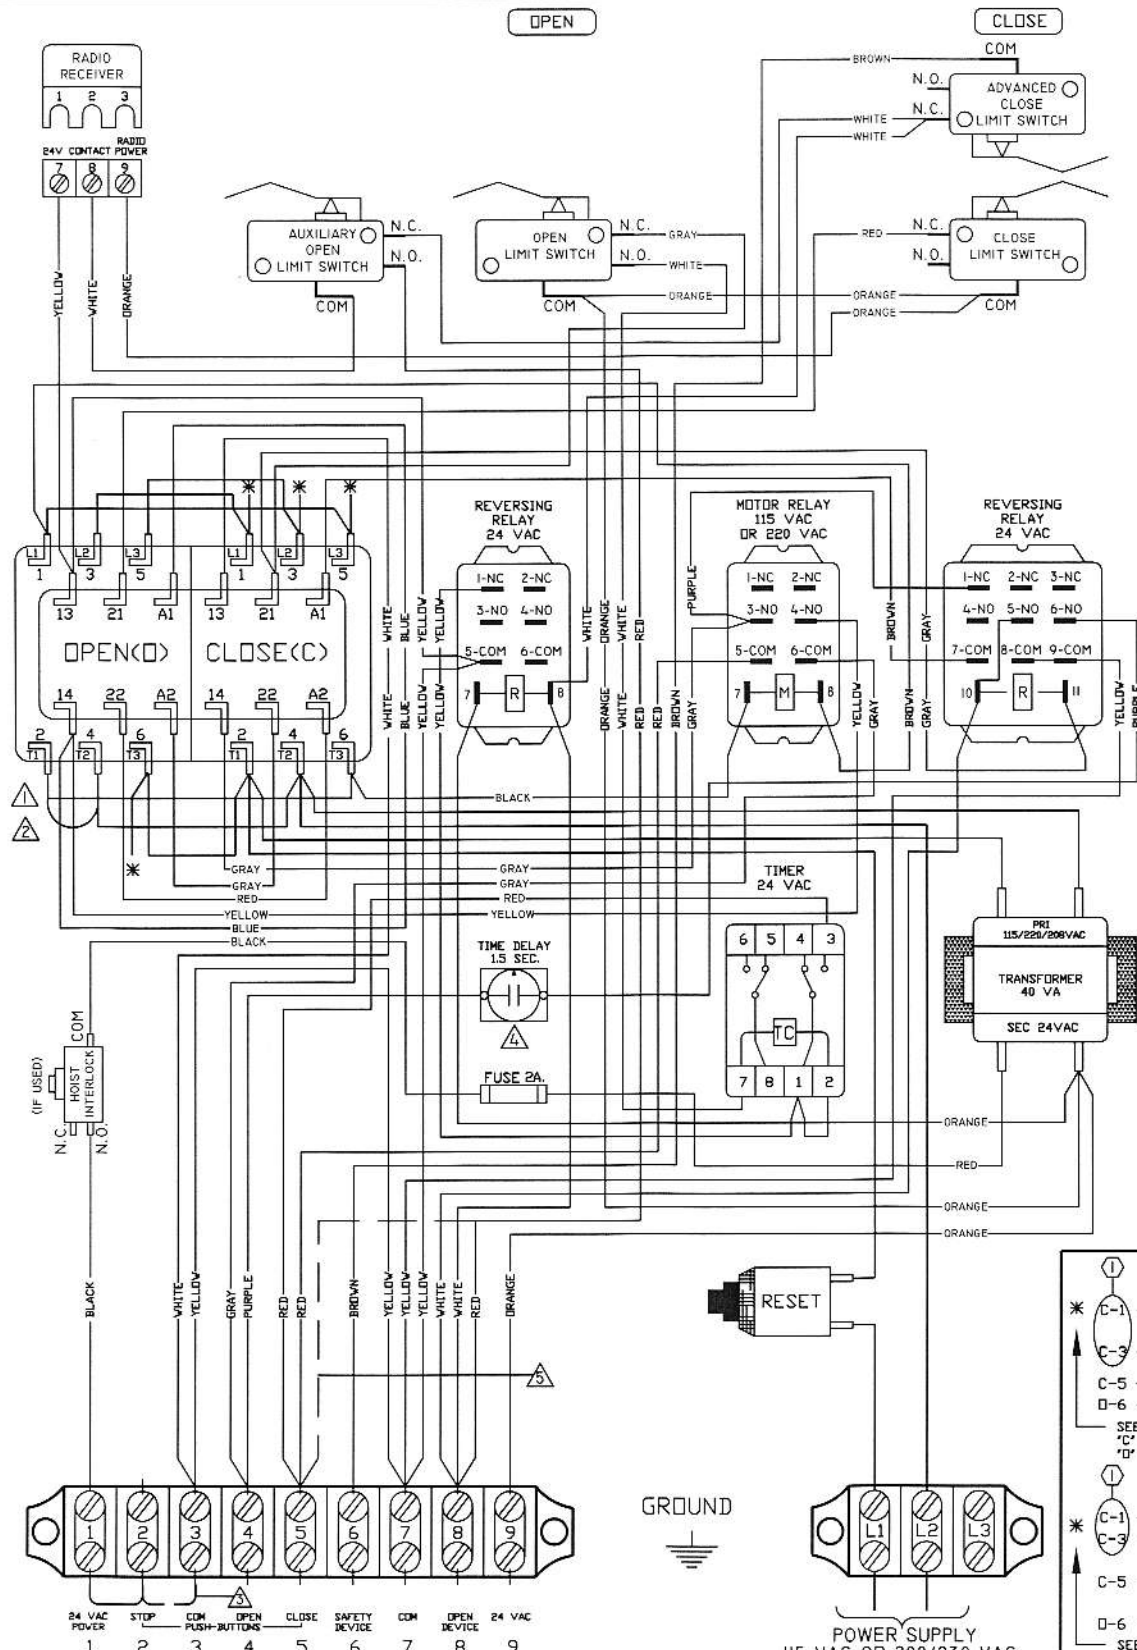 OPEN
CLOSE
RADIO
RECEIVER
1 2 3
24V CONTACT RADIO POWER
7 8 9
COM
BROWN
N.O.
N.C.
ADVANCED
CLOSE
LIMIT SWITCH
WHITE
WHITE
AUXILIARY
OPEN
LIMIT SWITCH
N.C.
N.O.
COM
OPEN
LIMIT SWITCH
N.C.
GRAY
N.O.
WHITE
COM
ORANGE
RED
N.C.
N.O.
CLOSE
LIMIT SWITCH
ORANGE
ORANGE
COM
YELLOW
WHITE
ORANGE
* * *
L1 L2 L3 L1 L2 L3
1 3 5 1 3 5
13 21 A1 13 21 A1
OPEN(O) CLOSE(C)
14 22 A2 14 22 A2
2 4 6 2 4 6
T1 T2 T3 T1 T2 T3
1
2
*
WHITE
BLUE
YELLOW
YELLOW
WHITE
BLUE
YELLOW
YELLOW
REVERSING
RELAY
24 VAC
1-NC 2-NC
3-NO 4-NO
5-COM 6-COM
7 R 8
WHITE
ORANGE
WHITE
RED
ORANGE
WHITE
RED
RED
BROWN
GRAY
PURPLE
MOTOR RELAY
115 VAC
OR 220 VAC
1-NC 2-NC
3-NO 4-NO
5-COM 6-COM
7 M 8
YELLOW
GRAY
BROWN
BROWN
GRAY
GRAY
REVERSING
RELAY
24 VAC
1-NC 2-NC 3-NC
4-NO 5-NO 6-NO
7-COM 8-COM 9-COM
10 R 11
YELLOW
PURPLE
BLACK
GRAY
GRAY
RED
YELLOW
BLUE
BLACK
GRAY
GRAY
RED
YELLOW
TIME DELAY
1.5 SEC.
4
FUSE 2A.
TIMER
24 VAC
6 5 4 3
TC
7 8 1 2
PRI
115/220/208VAC
TRANSFORMER
40 VA
SEC 24VAC
(IF USED)
HOIST
INTERLOCK
COM
N.C.
N.O.
ORANGE
RED
ORANGE
ORANGE
BLACK
WHITE
YELLOW
GRAY
PURPLE
RED
RED
BROWN
YELLOW
YELLOW
YELLOW
WHITE
WHITE
RED
ORANGE
RESET
5
1 2 3 4 5 6 7 8 9
3
GROUND
L1 L2 L3
24 VAC POWER
STOP
COM
OPEN
CLOSE
PUSH-BUTTONS
SAFETY DEVICE
COM
OPEN DEVICE
24 VAC
1 2 3 4 5 6 7 8 9
POWER SUPPLY
115 VAC OR 208/230 VAC
1
* C-1
C-3
C-5
O-6
SEE
"C"
"O"
1
* C-1
C-3
C-5
O-6
SEE